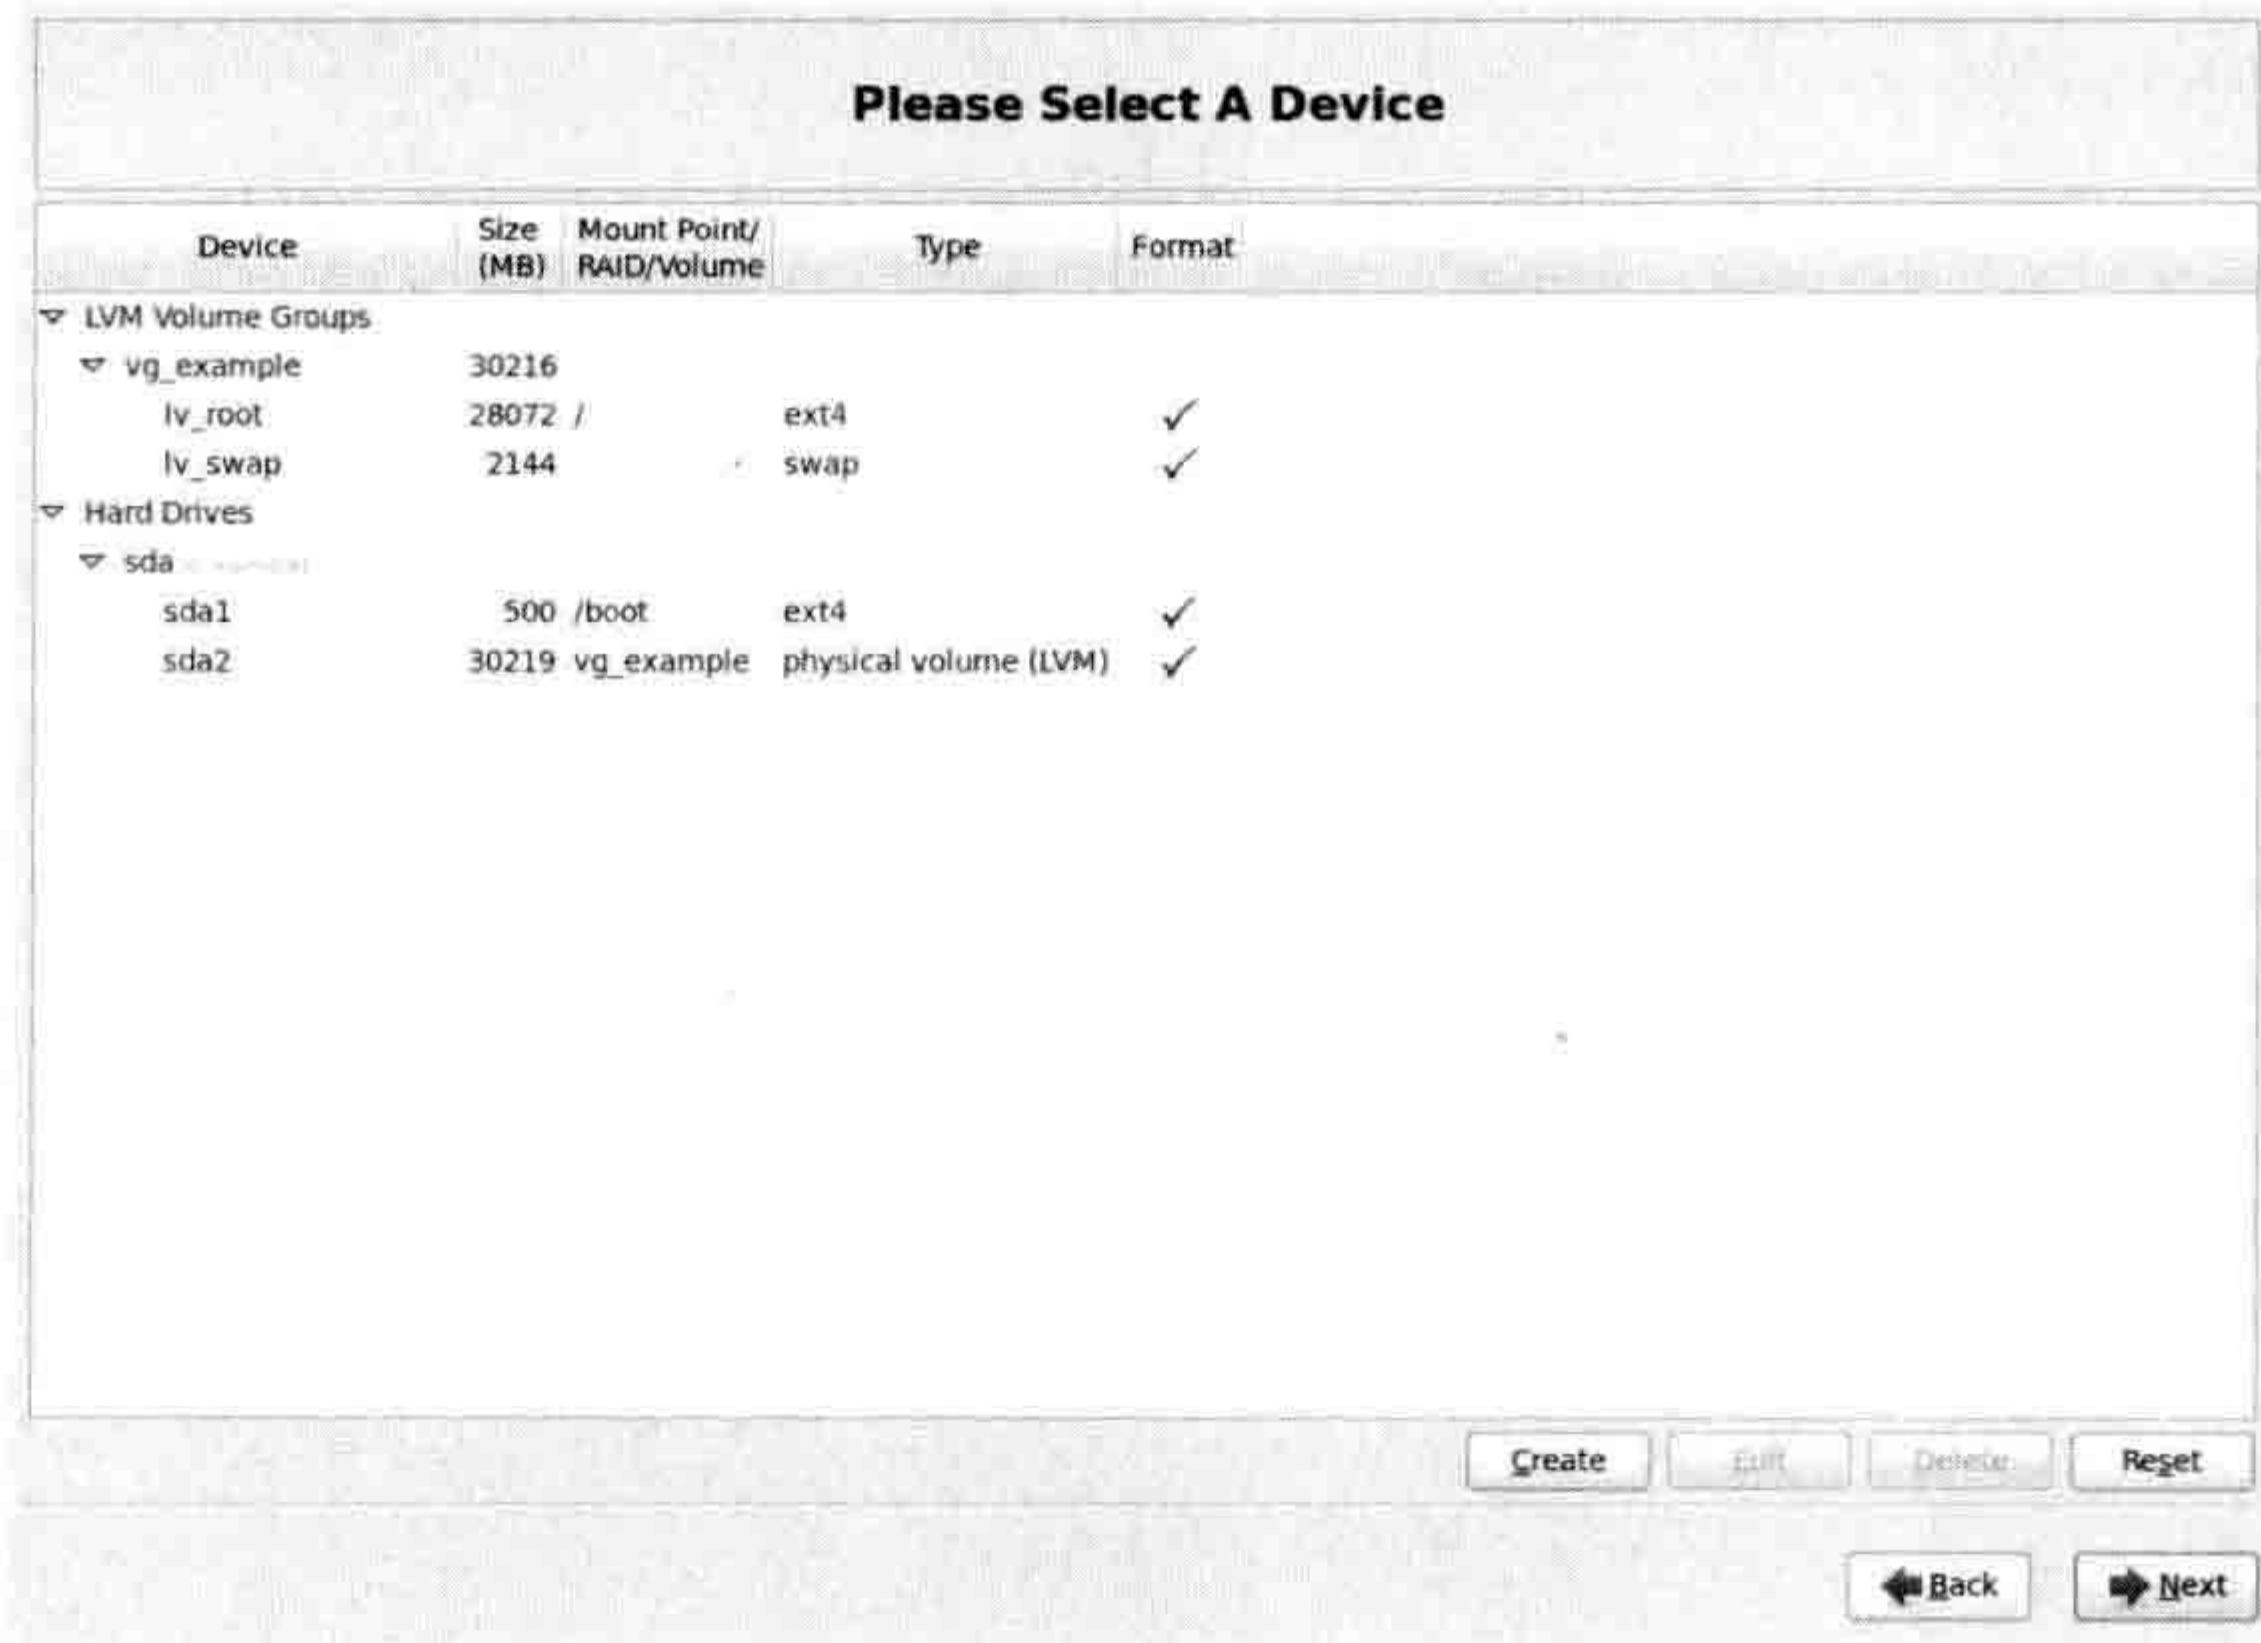 Please Select A Device
Device Size (MB) Mount Point/ RAID/Volume Type Format
LVM Volume Groups
vg_example 30216
lv_root 28072 / ext4 ✓
lv_swap 2144 swap ✓
Hard Drives
sda
sda1 500 /boot ext4 ✓
sda2 30219 vg_example physical volume (LVM) ✓
Create Edit Delete Reset
Back Next